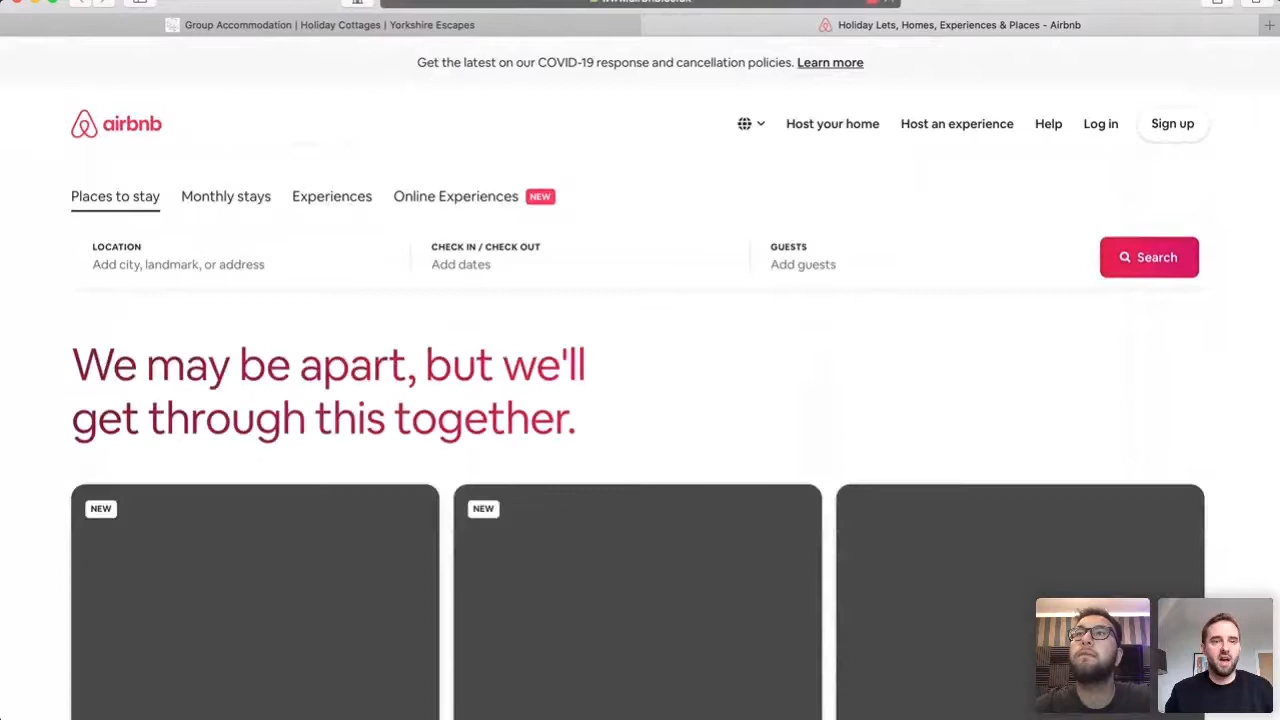 Group Accommodation | Holiday Cottages | Yorkshire Escapes
Holiday Lets, Homes, Experiences & Places - Airbnb
Get the latest on our COVID-19 response and cancellation policies. Learn more
airbnb
Host your home
Host an experience
Help
Log in
Sign up
Places to stay
Monthly stays
Experiences
Online Experiences
NEW
LOCATION
Add city, landmark, or address
CHECK IN / CHECK OUT
Add dates
GUESTS
Add guests
Search
We may be apart, but we'll
get through this together.
NEW
NEW